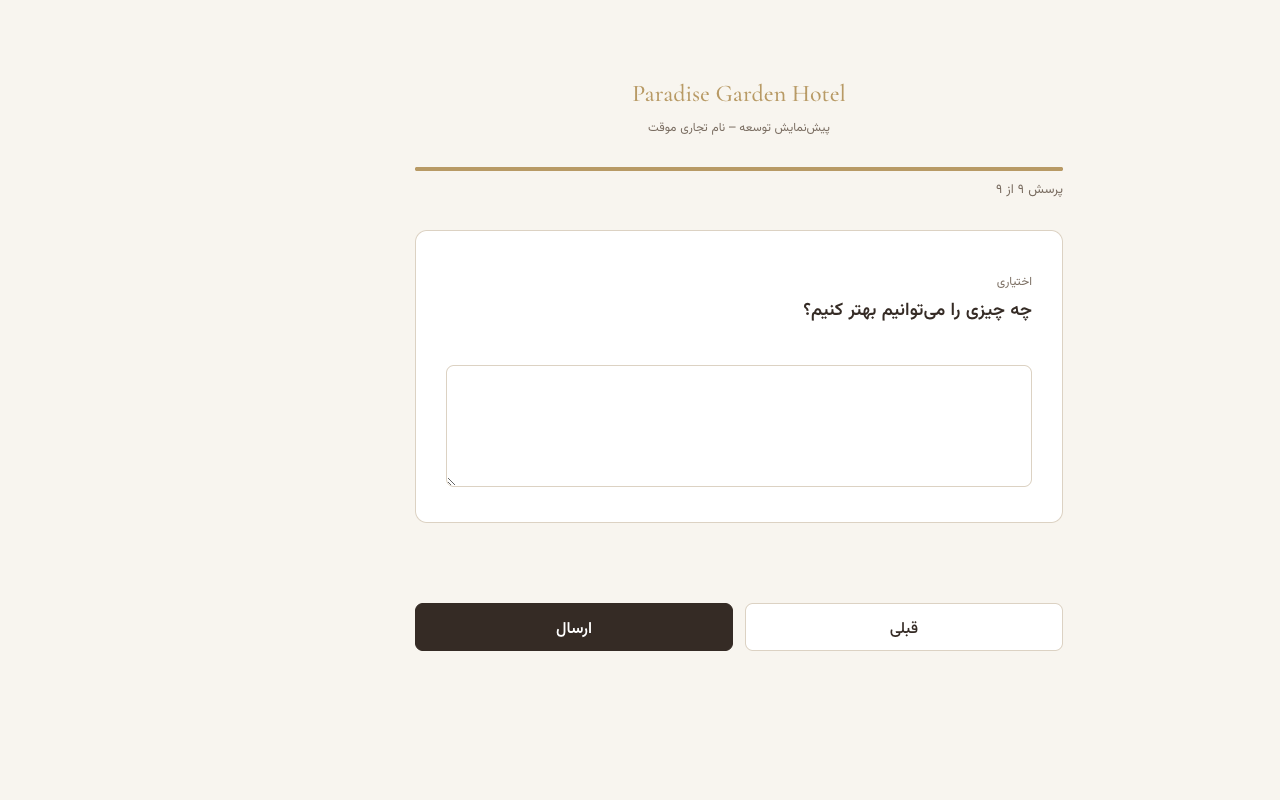 Paradise Garden Hotel
پیش‌نمایش توسعه – نام تجاری موقت
پرسش ۹ از ۹
اختیاری
چه چیزی را می‌توانیم بهتر کنیم؟
قبلی
ارسال